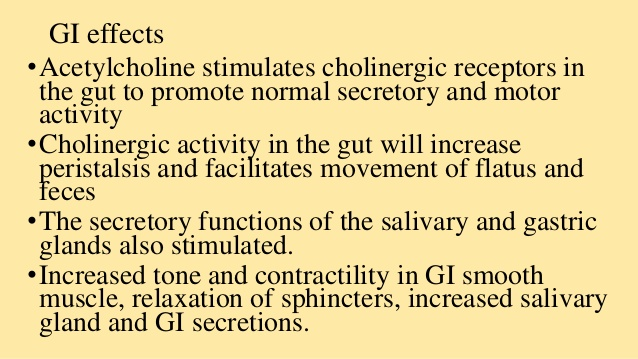 GI effects
•Acetylcholine stimulates cholinergic receptors in
the gut to promote normal secretory and motor
activity
•Cholinergic activity in the gut will increase
peristalsis and facilitates movement of flatus and
feces
•The secretory functions of the salivary and gastric
glands also stimulated.
•Increased tone and contractility in GI smooth
muscle, relaxation of sphincters, increased salivary
gland and GI secretions.